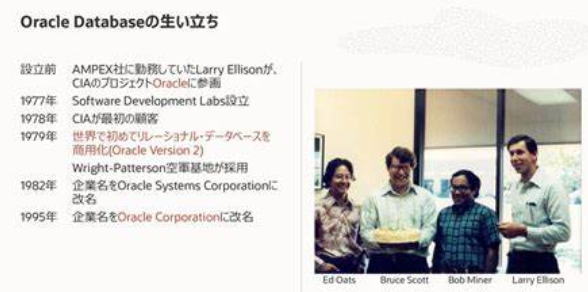 Oracle Databaseの生い立ち
設立前 AMPEX社に勤務していたLarry Ellisonが、
CIAのプロジェクトOracleに参画
1977年 Software Development Labs設立
1978年 CIAが最初の顧客
1979年 世界で初めてリレーショナル・データベースを
商用化(Oracle Version 2)
Wright-Patterson空軍基地が採用
1982年 企業名をOracle Systems Corporationに
改名
1995年 企業名をOracle Corporationに改名
Ed Oats Bruce Scott Bob Miner Larry Ellison